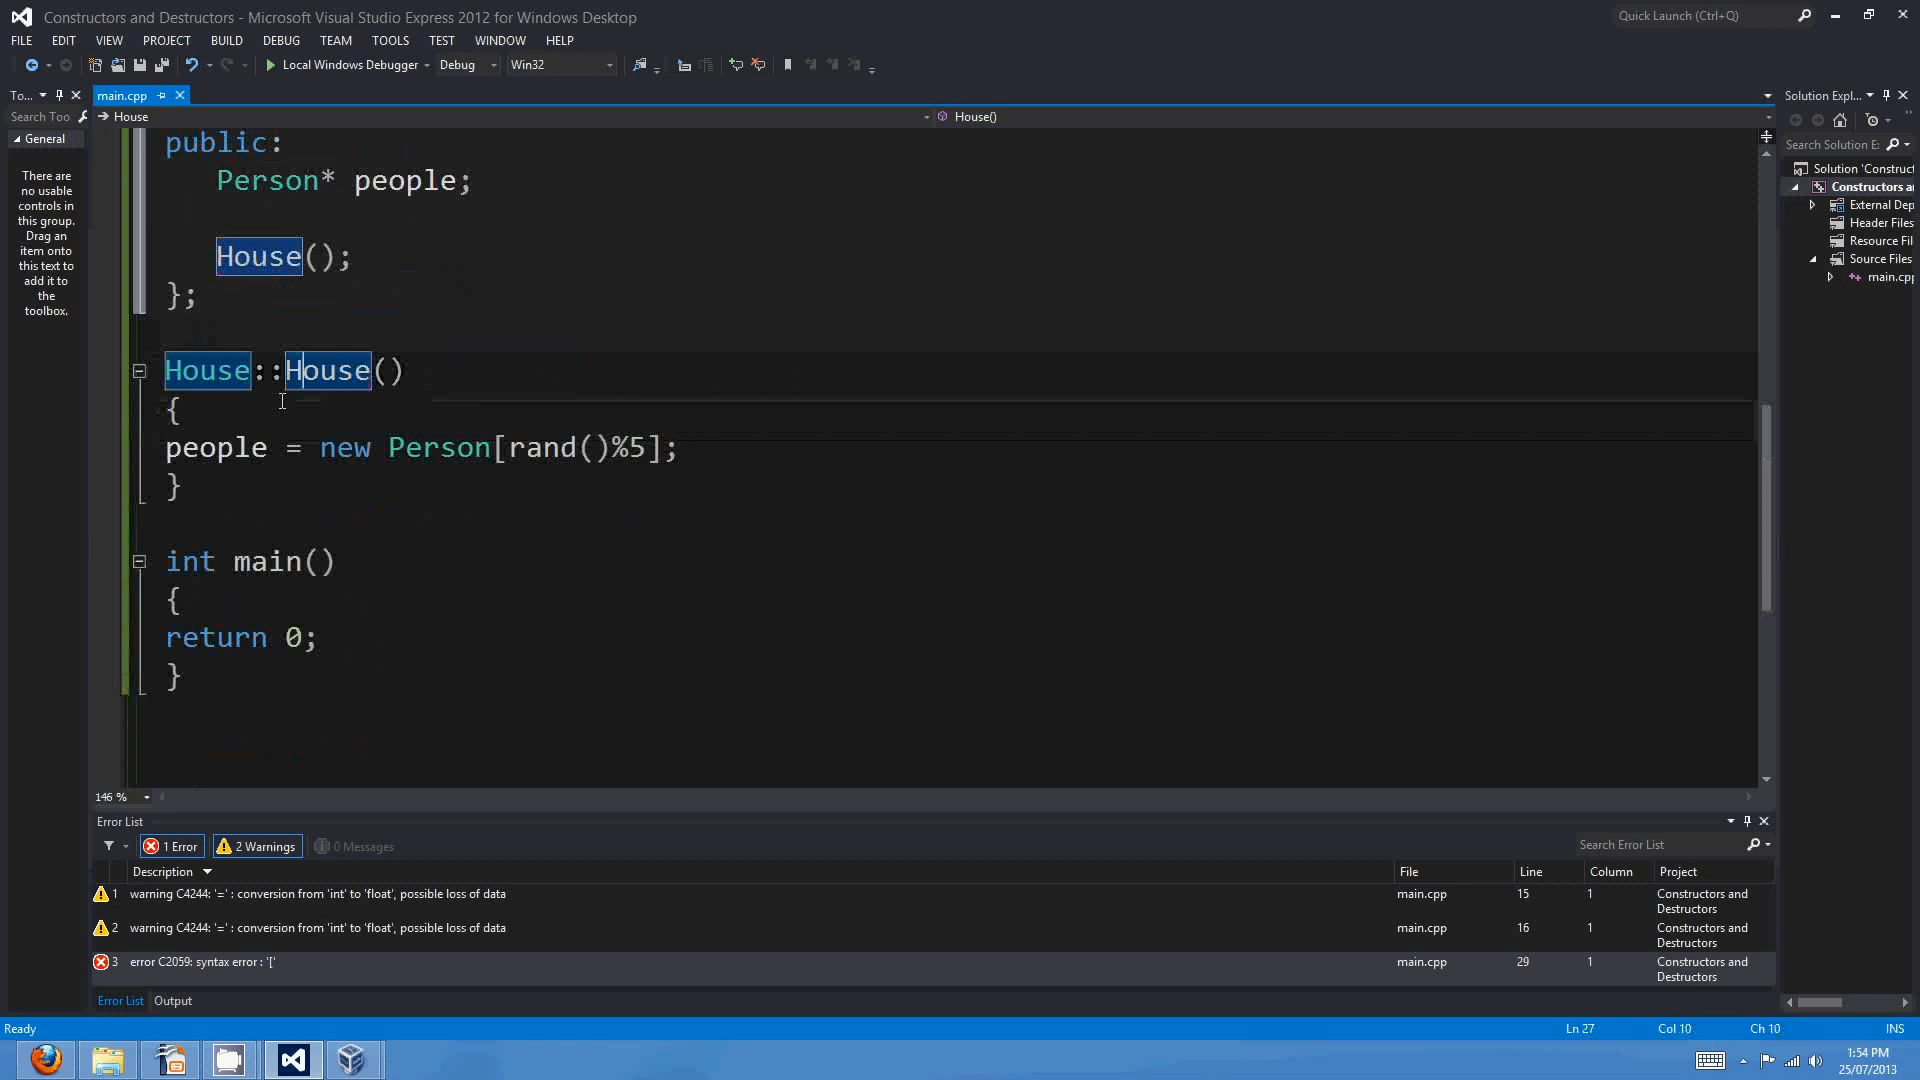 Constructors and Destructors - Microsoft Visual Studio Express 2012 for Windows Desktop
Quick Launch (Ctrl+Q)
FILE EDIT VIEW PROJECT BUILD DEBUG TEAM TOOLS TEST WINDOW HELP
Local Windows Debugger Debug Win32
To... main.cpp Solution Expl...
Search Too House House()
General
There are
no usable
controls in
this group.
Drag an
item onto
this text to
add it to
the
toolbox.
public:
Person* people;
House();
};
House::House()
{
people = new Person[rand()%5];
}
int main()
{
return 0;
}
Search Solution E:
Solution 'Construct
Constructors a
External Dep
Header Files
Resource Fil
Source Files
main.cpp
146 %
Error List
1 Error 2 Warnings 0 Messages Search Error List
Description File Line Column Project
1 warning C4244: '=' : conversion from 'int' to 'float', possible loss of data main.cpp 15 1 Constructors and
Destructors
2 warning C4244: '=' : conversion from 'int' to 'float', possible loss of data main.cpp 16 1 Constructors and
Destructors
3 error C2059: syntax error : '[' main.cpp 29 1 Constructors and
Destructors
Error List Output
Ready Ln 27 Col 10 Ch 10 INS
1:54 PM
25/07/2013